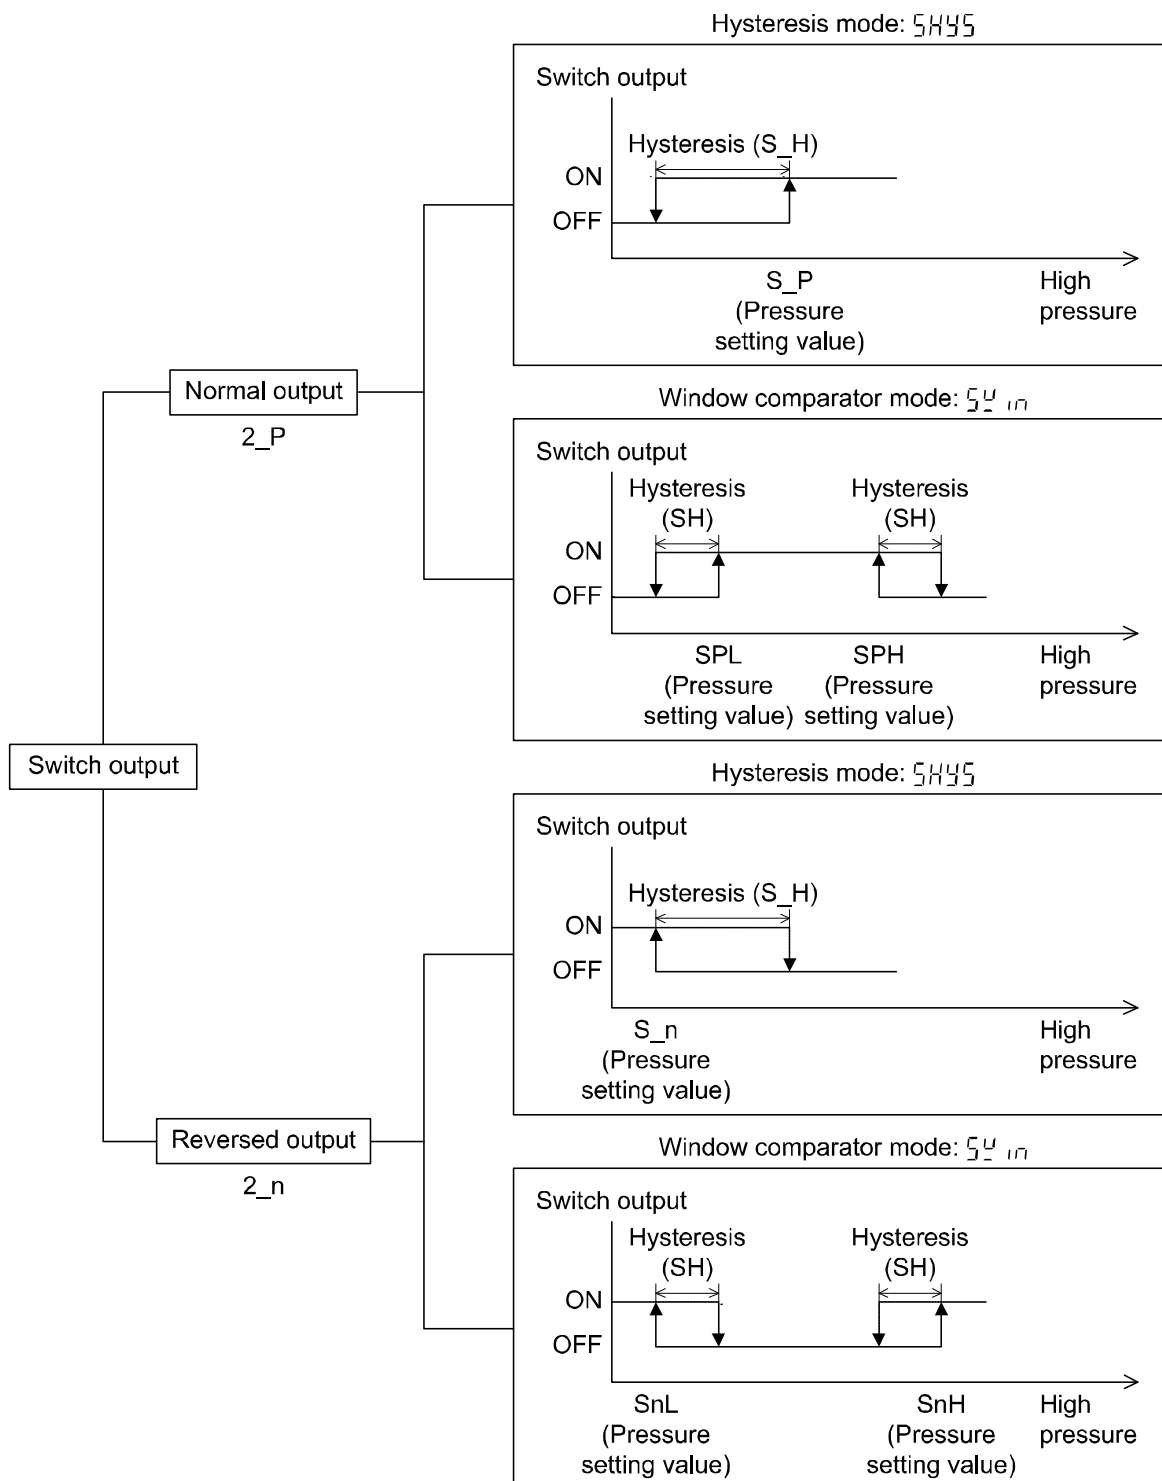 Hysteresis mode: SHYS
Switch output
Hysteresis (S_H)
ON
OFF
S_P
(Pressure
setting value)
High
pressure
Normal output
2_P
Window comparator mode: Swin
Switch output
Hysteresis
(SH)
Hysteresis
(SH)
ON
OFF
SPL
(Pressure
setting value)
SPH
(Pressure
setting value)
High
pressure
Switch output
Hysteresis mode: SHYS
Switch output
Hysteresis (S_H)
ON
OFF
S_n
(Pressure
setting value)
High
pressure
Reversed output
2_n
Window comparator mode: Swin
Switch output
Hysteresis
(SH)
Hysteresis
(SH)
ON
OFF
SnL
(Pressure
setting value)
SnH
(Pressure
setting value)
High
pressure